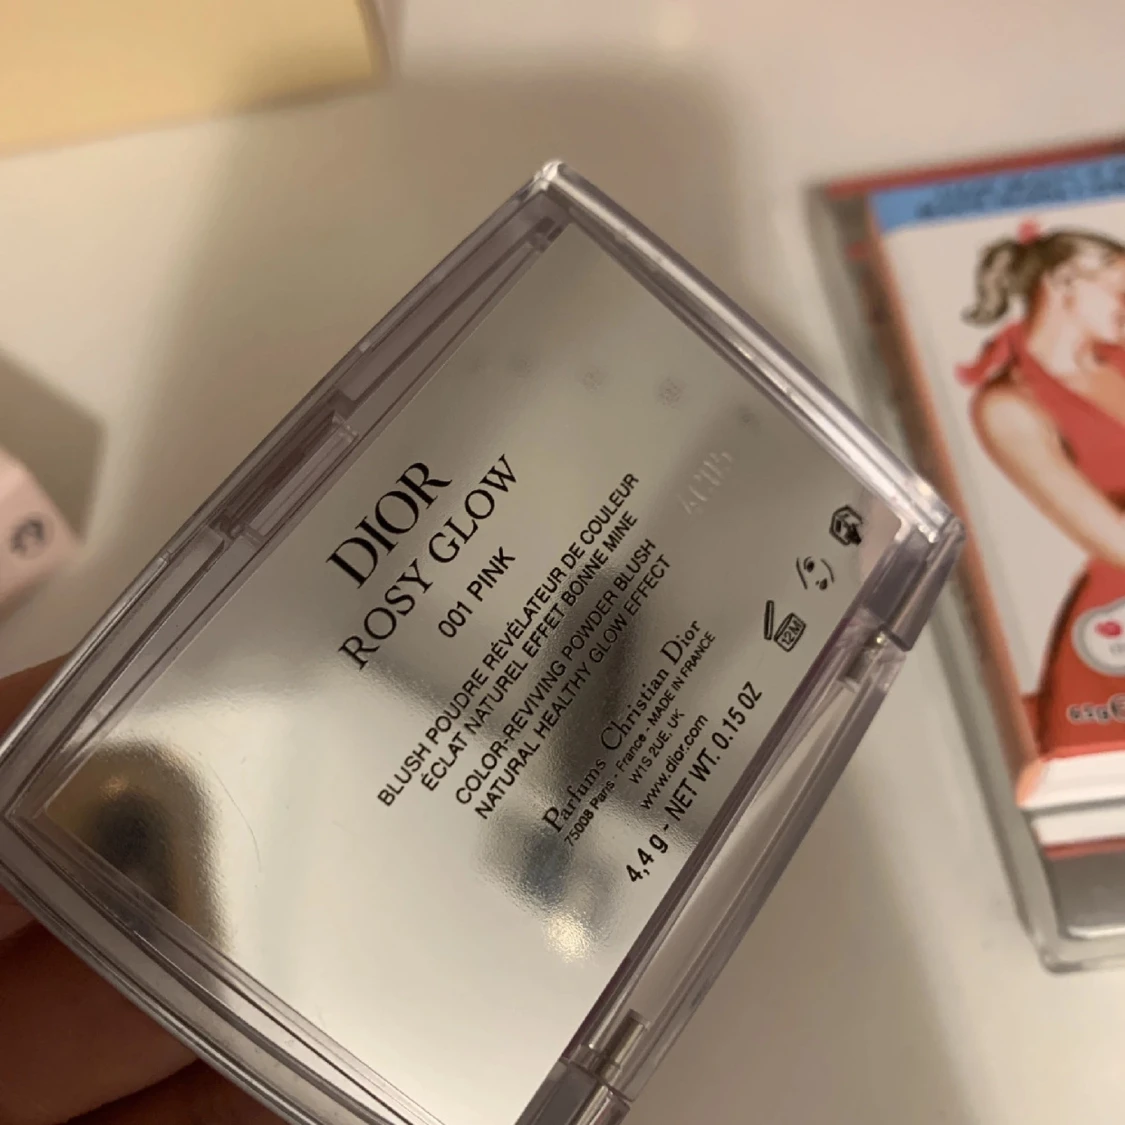 DIOR
ROSY GLOW
001 PINK
BLUSH POUDRE RÉVÉLATEUR DE COULEUR
ÉCLAT NATUREL EFFET BONNE MINE
COLOR-REVIVING POWDER BLUSH
NATURAL HEALTHY GLOW EFFECT
Parfums Christian Dior
75008 Paris - France - MADE IN FRANCE
W1S 2UE, UK
www.dior.com
4,4 g - NET WT. 0.15 OZ
12M